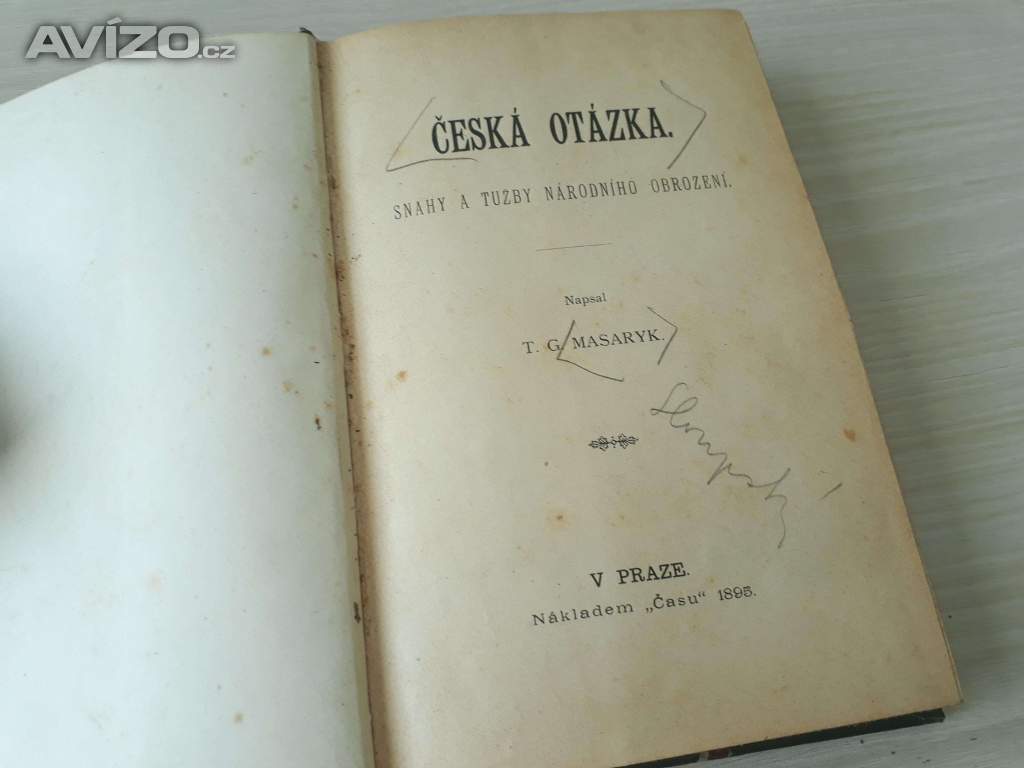 AVÍZO.cz
ČESKÁ OTÁZKA.
SNAHY A TUŽBY NÁRODNÍHO OBROZENÍ.
Napsal
T. G. MASARYK.
V PRAZE.
Nákladem „Času“ 1895.